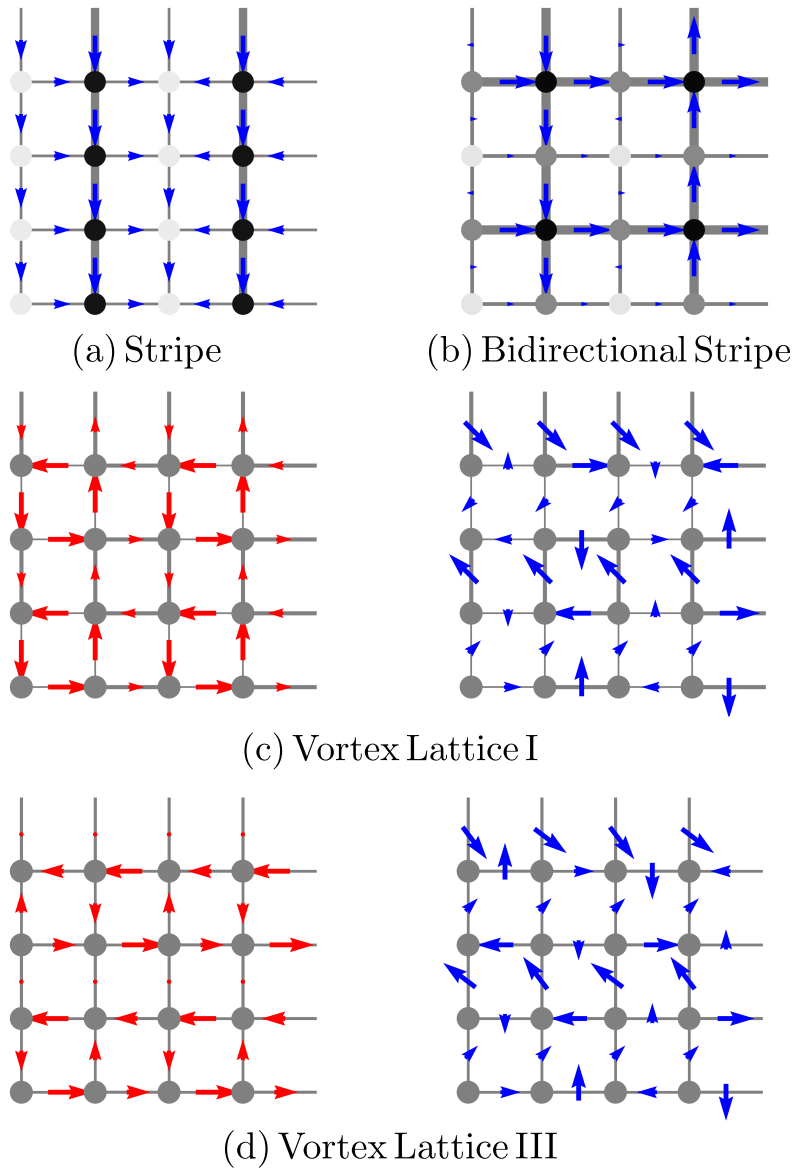 (a) Stripe
(b) Bidirectional Stripe
(c) Vortex Lattice I
(d) Vortex Lattice III